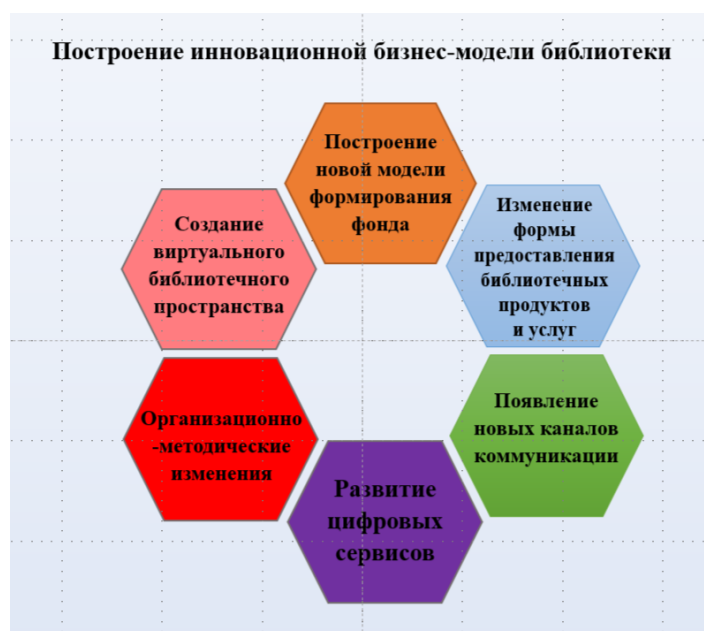 Построение инновационной бизнес-модели библиотеки
Построение
новой модели
формирования
фонда
Изменение
формы
предоставления
библиотечных
продуктов
и услуг
Появление
новых каналов
коммуникации
Развитие
цифровых
сервисов
Организационно
-методические
изменения
Создание
виртуального
библиотечного
пространства